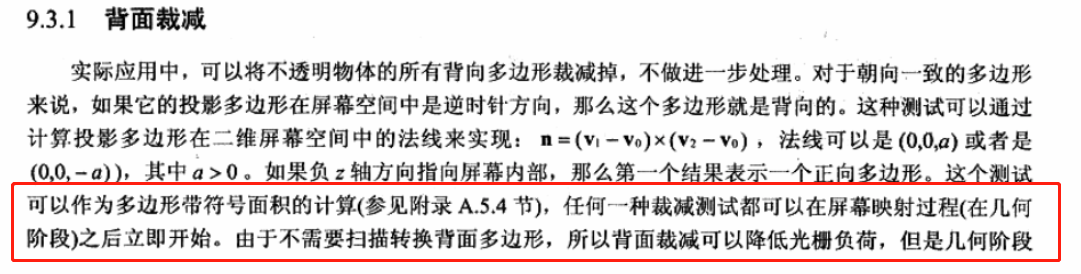 9.3.1 背面裁减
实际应用中，可以将不透明物体的所有背向多边形裁减掉，不做进一步处理。对于朝向一致的多边形
来说，如果它的投影多边形在屏幕空间中是逆时针方向，那么这个多边形就是背向的。这种测试可以通过
计算投影多边形在二维屏幕空间中的法线来实现：n = (v₁ − v₀)×(v₂ − v₀)，法线可以是 (0,0,a) 或者是
(0,0, − a))，其中 a > 0。如果负 z 轴方向指向屏幕内部，那么第一个结果表示一个正向多边形。这个测试
可以作为多边形带符号面积的计算(参见附录 A.5.4 节)，任何一种裁减测试都可以在屏幕映射过程(在几何
阶段)之后立即开始。由于不需要扫描转换背面多边形，所以背面裁减可以降低光栅负荷，但是几何阶段